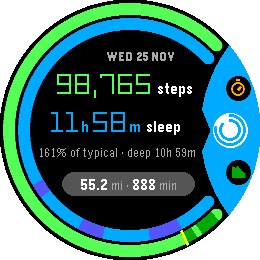 WED 25 NOV
98,765 steps
11h58m sleep
161% of typical · deep 10h 59m
55.2 mi · 888 min